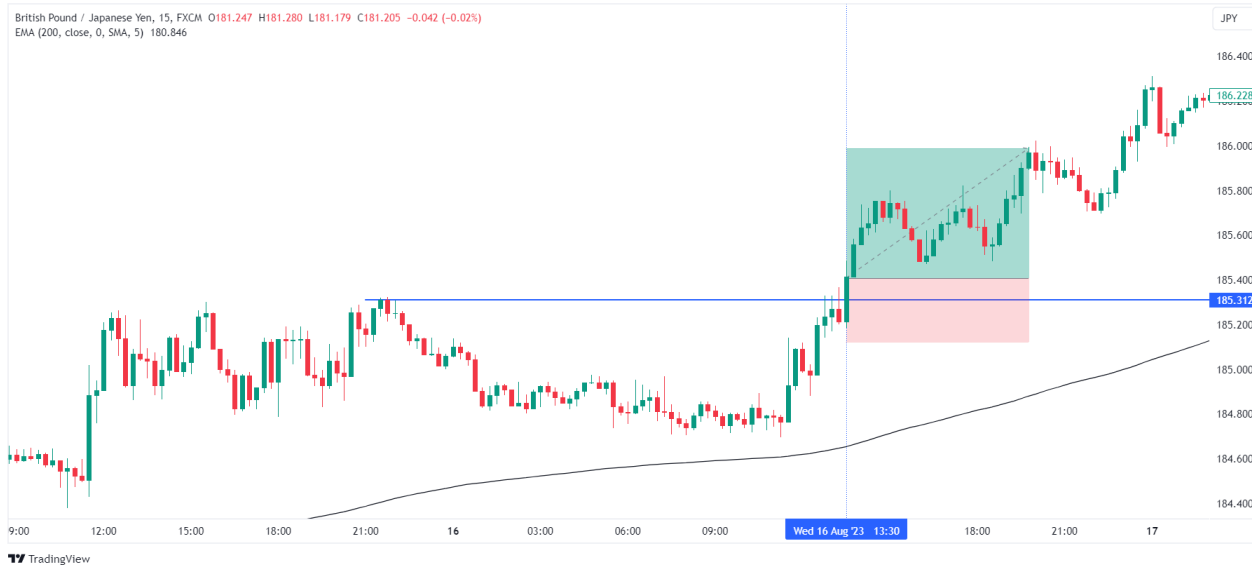 British Pound / Japanese Yen, 15, FXCM O181.247 H181.280 L181.179 C181.205 -0.042 (-0.02%)
EMA (200, close, 0, SMA, 5) 180.846
JPY
186.400
186.228
186.000
185.800
185.600
185.400
185.312
185.200
185.000
184.800
184.600
184.400
9:00 12:00 15:00 18:00 21:00 16 03:00 06:00 09:00 Wed 16 Aug '23 13:30 18:00 21:00 17
TradingView